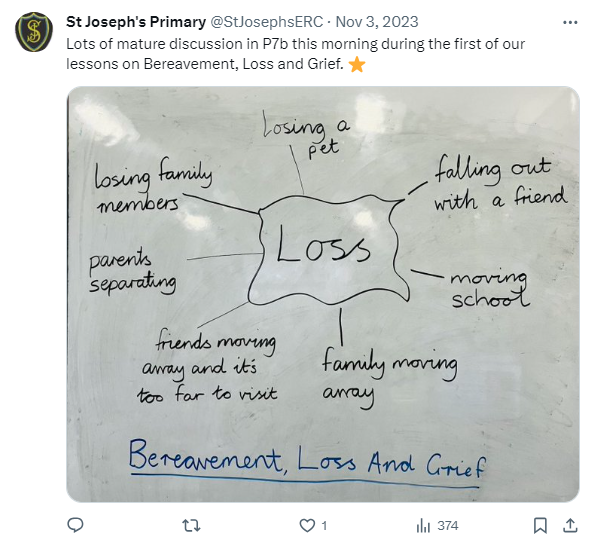 St Joseph's Primary @StJosephsERC · Nov 3, 2023
Lots of mature discussion in P7b this morning during the first of our
lessons on Bereavement, Loss and Grief.
Losing a
pet
losing family
members
falling out
with a friend
Loss
parents
separating
moving
school
friends moving
away and it's
too far to visit
family moving
away
Bereavement, Loss And Grief
1
374